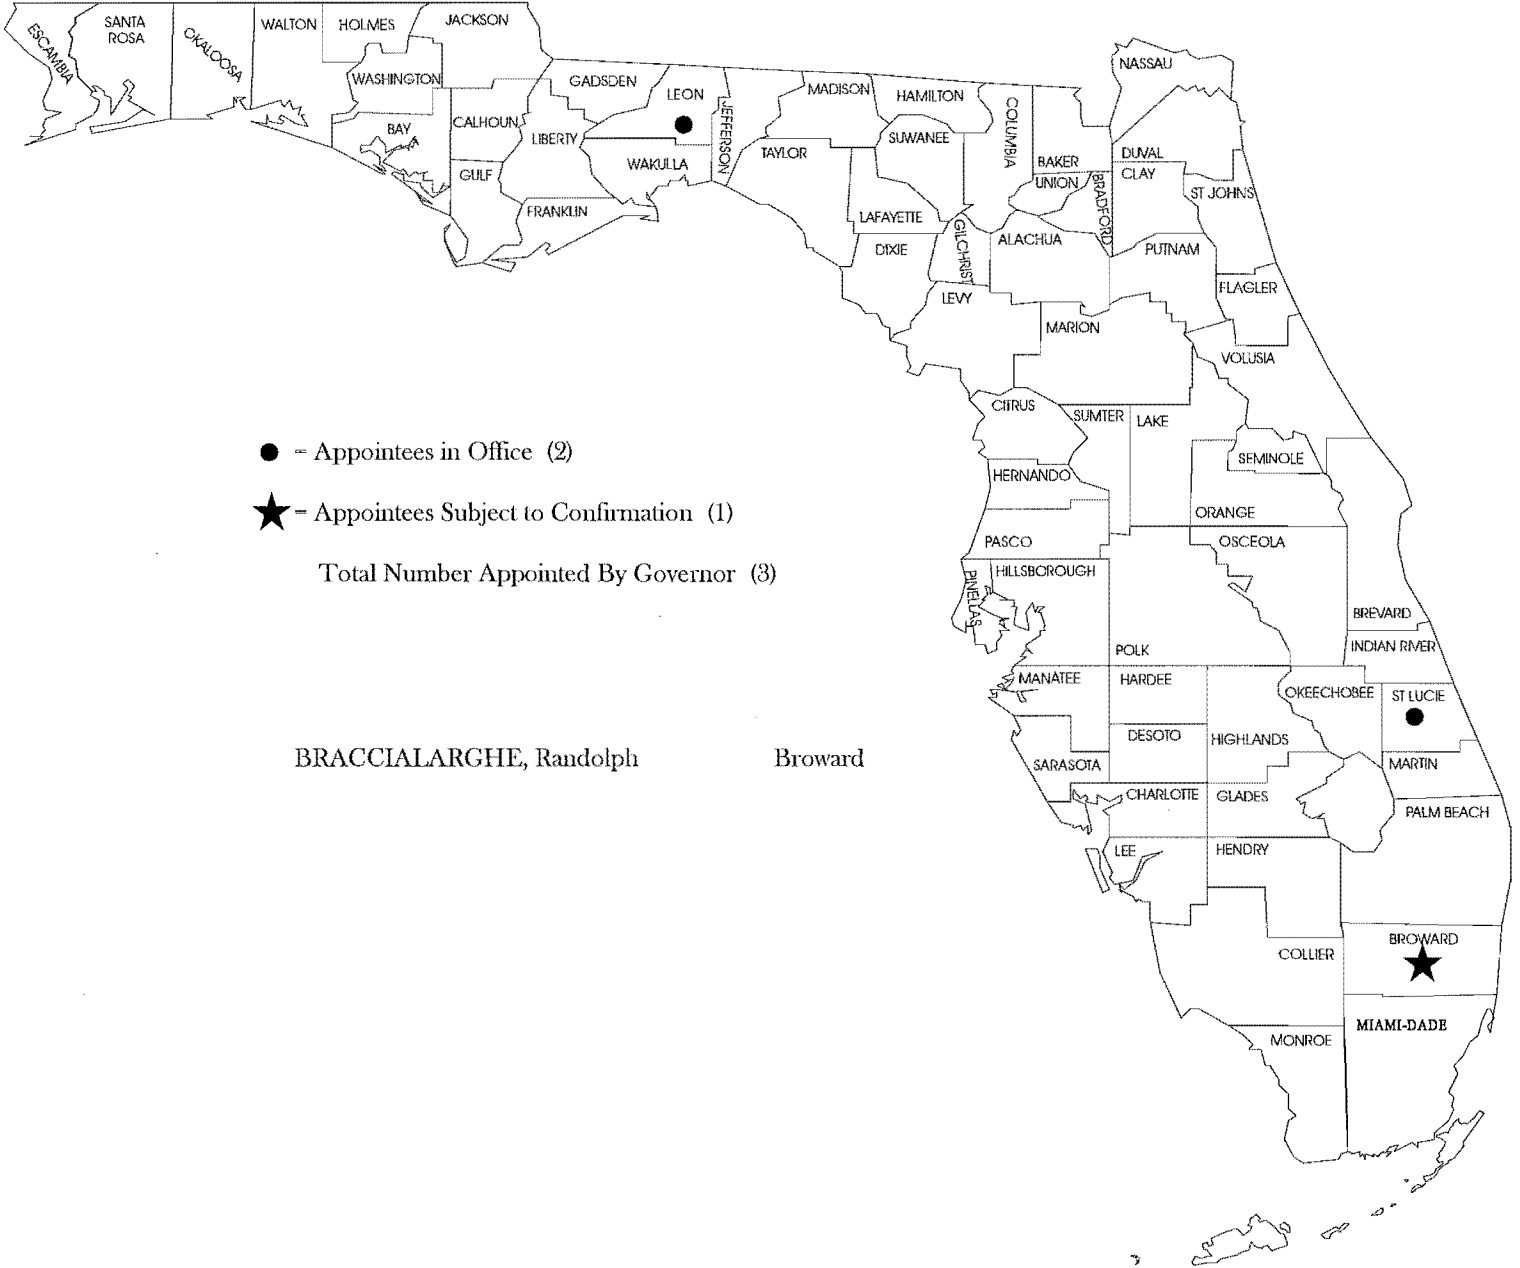 ESCAMBIA
SANTA
ROSA
OKALOOSA
WALTON
HOLMES
JACKSON
WASHINGTON
BAY
CALHOUN
GULF
GADSDEN
LIBERTY
FRANKLIN
LEON
WAKULLA
JEFFERSON
MADISON
TAYLOR
HAMILTON
SUWANEE
LAFAYETTE
DIXIE
COLUMBIA
GILCHRIST
BAKER
UNION
BRADFORD
ALACHUA
LEVY
NASSAU
DUVAL
CLAY
ST JOHNS
PUTNAM
FLAGLER
MARION
VOLUSIA
CITRUS
SUMTER
LAKE
HERNANDO
SEMINOLE
ORANGE
PASCO
OSCEOLA
PINELLAS
HILLSBOROUGH
POLK
BREVARD
INDIAN RIVER
MANATEE
HARDEE
OKEECHOBEE
ST LUCIE
DESOTO
HIGHLANDS
SARASOTA
MARTIN
CHARLOTTE
GLADES
PALM BEACH
LEE
HENDRY
BROWARD
COLLIER
MIAMI-DADE
MONROE
● = Appointees in Office (2)
★ = Appointees Subject to Confirmation (1)
Total Number Appointed By Governor (3)
BRACCIALARGHE, Randolph Broward